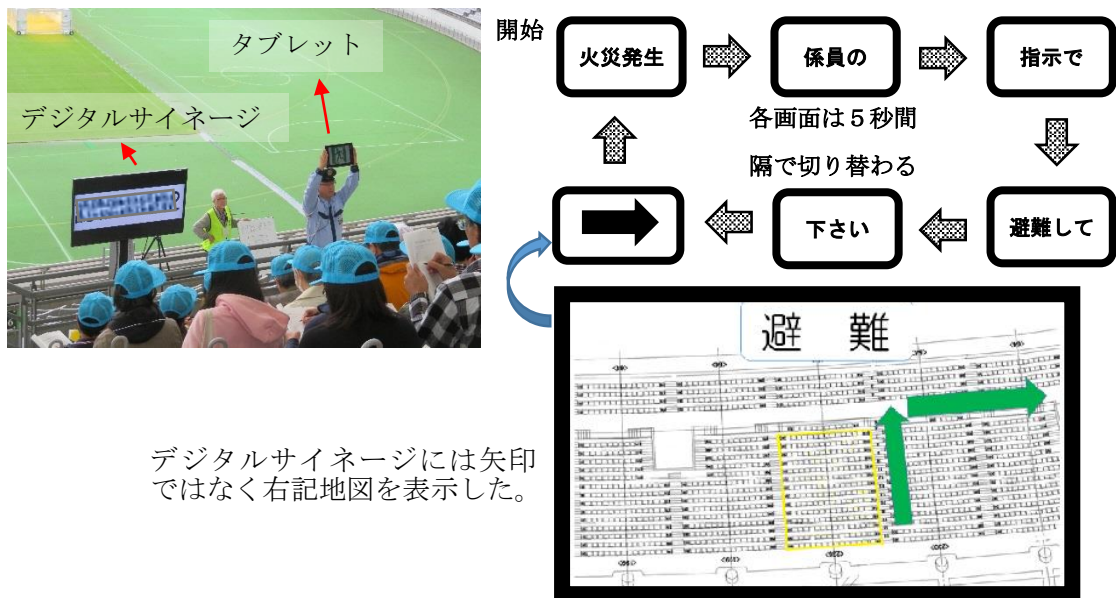 タブレット
デジタルサイネージ
開始
火災発生
係員の
指示で
各画面は５秒間
隔で切り替わる
下さい
避難して
避難
デジタルサイネージには矢印
ではなく右記地図を表示した。